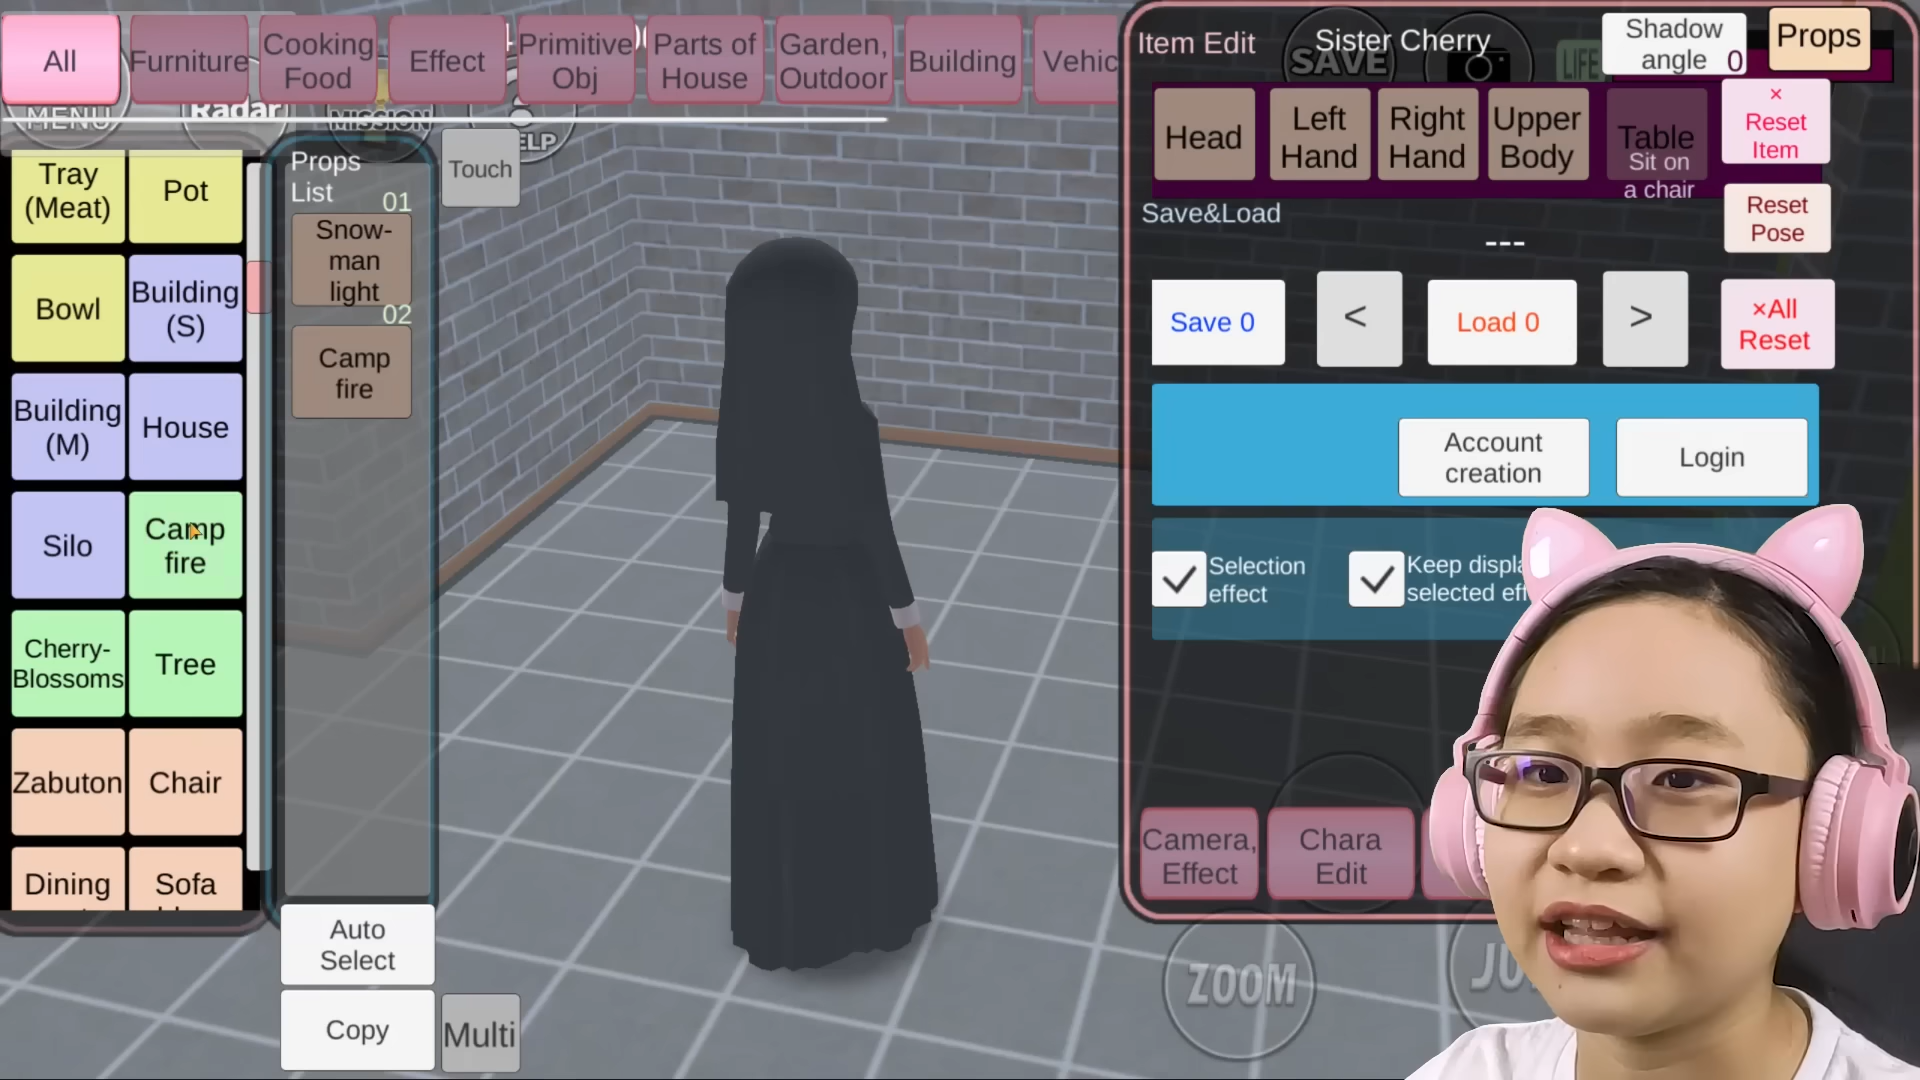 All
Furniture
Cooking
Food
Effect
Primitive
Obj
Parts of
House
Garden,
Outdoor
Building
Vehic
MENU
Radar
MISSION
ELP
Tray
(Meat)
Pot
Bowl
Building
(S)
Building
(M)
House
Silo
Camp
fire
Cherry-
Blossoms
Tree
Zabuton
Chair
Dining
Sofa
Props
List
01
Snow-
man
light
02
Camp
fire
Touch
Auto
Select
Copy
Multi
Item Edit
Sister Cherry
SAVE
LIFE
Shadow
angle 0
Props
Head
Left
Hand
Right
Hand
Upper
Body
Table
Sit on
a chair
×
Reset
Item
Reset
Pose
Save&Load
---
Save 0
<
Load 0
>
×All
Reset
Account
creation
Login
Selection
effect
Keep displa
selected eff
Camera,
Effect
Chara
Edit
ZOOM
JU